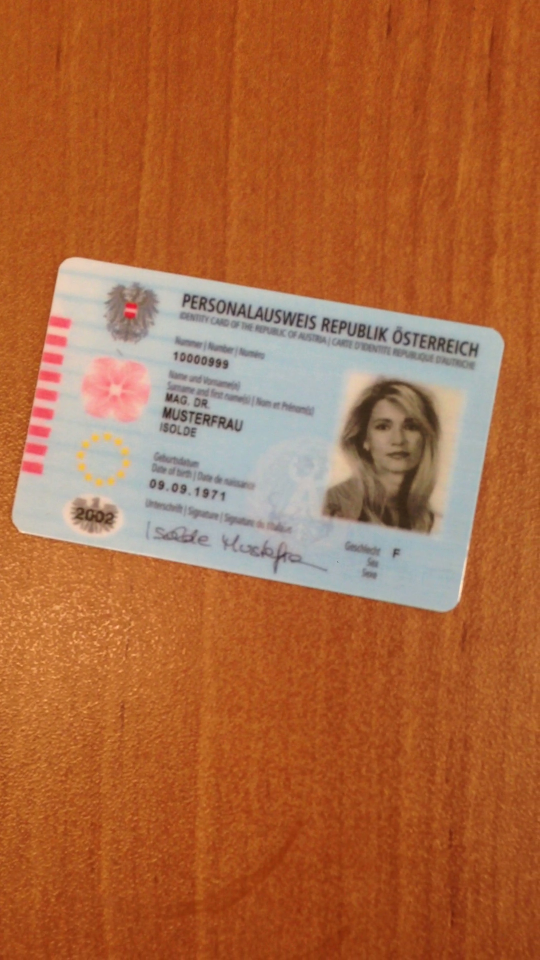 PERSONALAUSWEIS REPUBLIK ÖSTERREICH
IDENTITY CARD OF THE REPUBLIC OF AUSTRIA | CARTE D'IDENTITE REPUBLIQUE D'AUTRICHE
Nummer | Number | Numéro
10000999
Name und Vorname(n)
Surname and first name(s) | Nom et Prénom(s)
MAG. DR.
MUSTERFRAU
ISOLDE
Geburtsdatum
Date of birth | Date de naissance
09.09.1971
Unterschrift | Signature | Signature du titulaire
Isolde Musterfrau
Geschlecht F
Sex
Sexe
2002